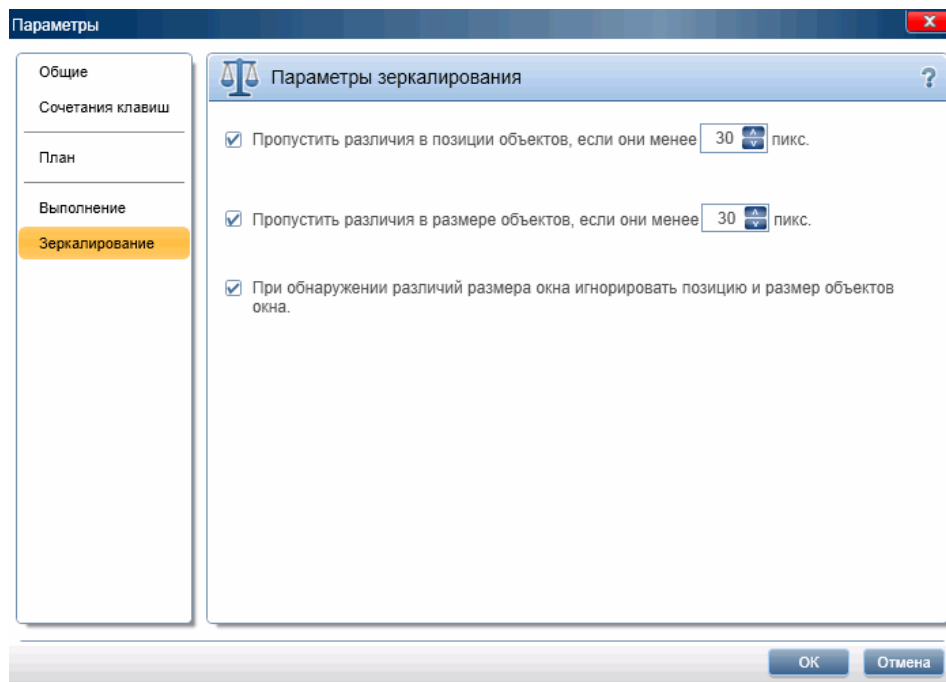 Параметры
Общие
Сочетания клавиш
План
Выполнение
Зеркалирование
Параметры зеркалирования
?
Пропустить различия в позиции объектов, если они менее 30 пикс.
Пропустить различия в размере объектов, если они менее 30 пикс.
При обнаружении различий размера окна игнорировать позицию и размер объектов
окна.
ОК
Отмена